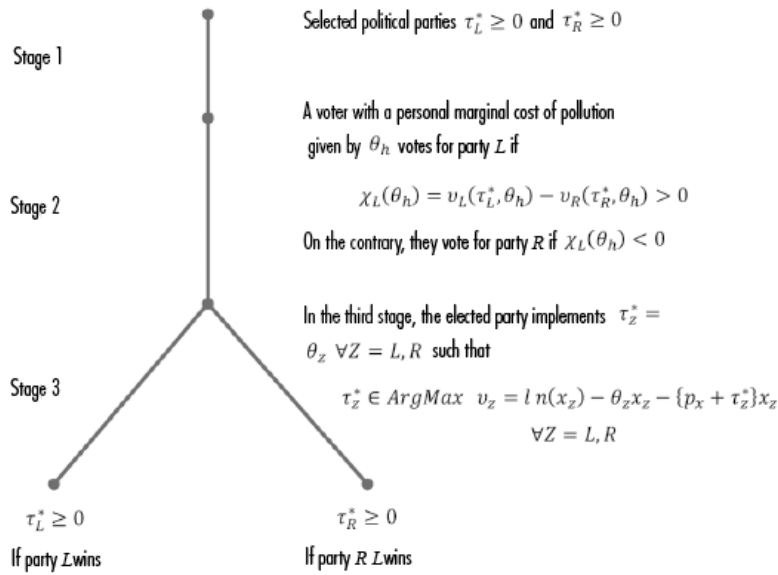 Selected political parties τ*_L ≥ 0 and τ*_R ≥ 0
Stage 1
A voter with a personal marginal cost of pollution
given by θ_h votes for party L if
χ_L(θ_h) = υ_L(τ*_L, θ_h) − υ_R(τ*_R, θ_h) > 0
Stage 2
On the contrary, they vote for party R if χ_L(θ_h) < 0
In the third stage, the elected party implements τ*_z =
θ_z ∀Z = L, R such that
Stage 3
τ*_z ∈ ArgMax υ_z = l n(x_z) − θ_z x_z − {p_x + τ*_z}x_z
∀Z = L, R
τ*_L ≥ 0 τ*_R ≥ 0
If party Lwins If party R Lwins